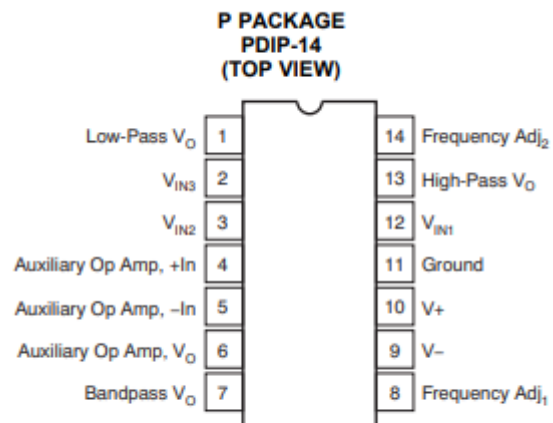 P PACKAGE
PDIP-14
(TOP VIEW)
Low-Pass VO 1
14 Frequency Adj2
VIN3 2
13 High-Pass VO
VIN2 3
12 VIN1
Auxiliary Op Amp, +In 4
11 Ground
Auxiliary Op Amp, –In 5
10 V+
Auxiliary Op Amp, VO 6
9 V–
Bandpass VO 7
8 Frequency Adj1